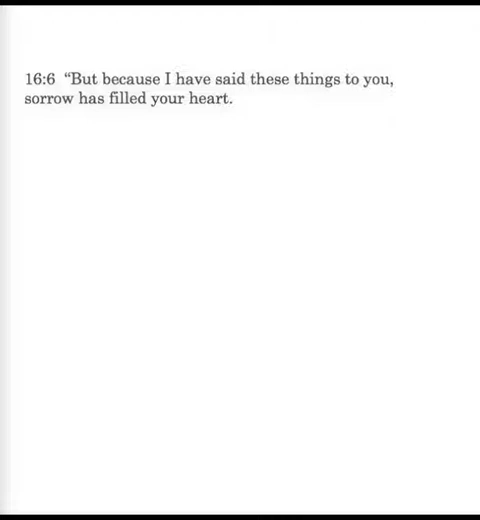 16:6 “But because I have said these things to you,
sorrow has filled your heart.